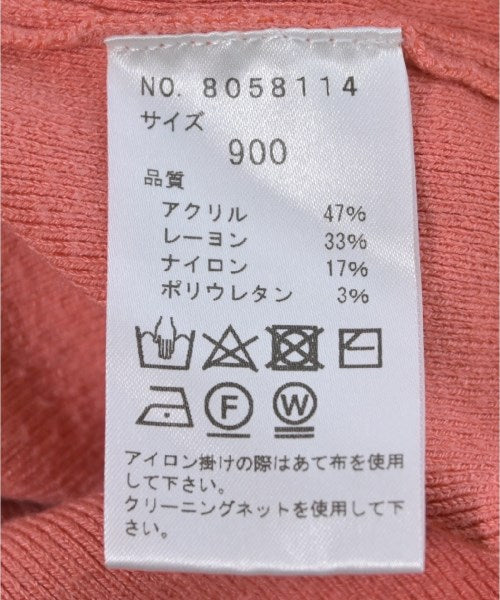 NO. 8058114
サイズ
900
品質
アクリル 47%
レーヨン 33%
ナイロン 17%
ポリウレタン 3%
F W
アイロン掛けの際はあて布を使用
して下さい.
クリーニングネットを使用して下
さい.